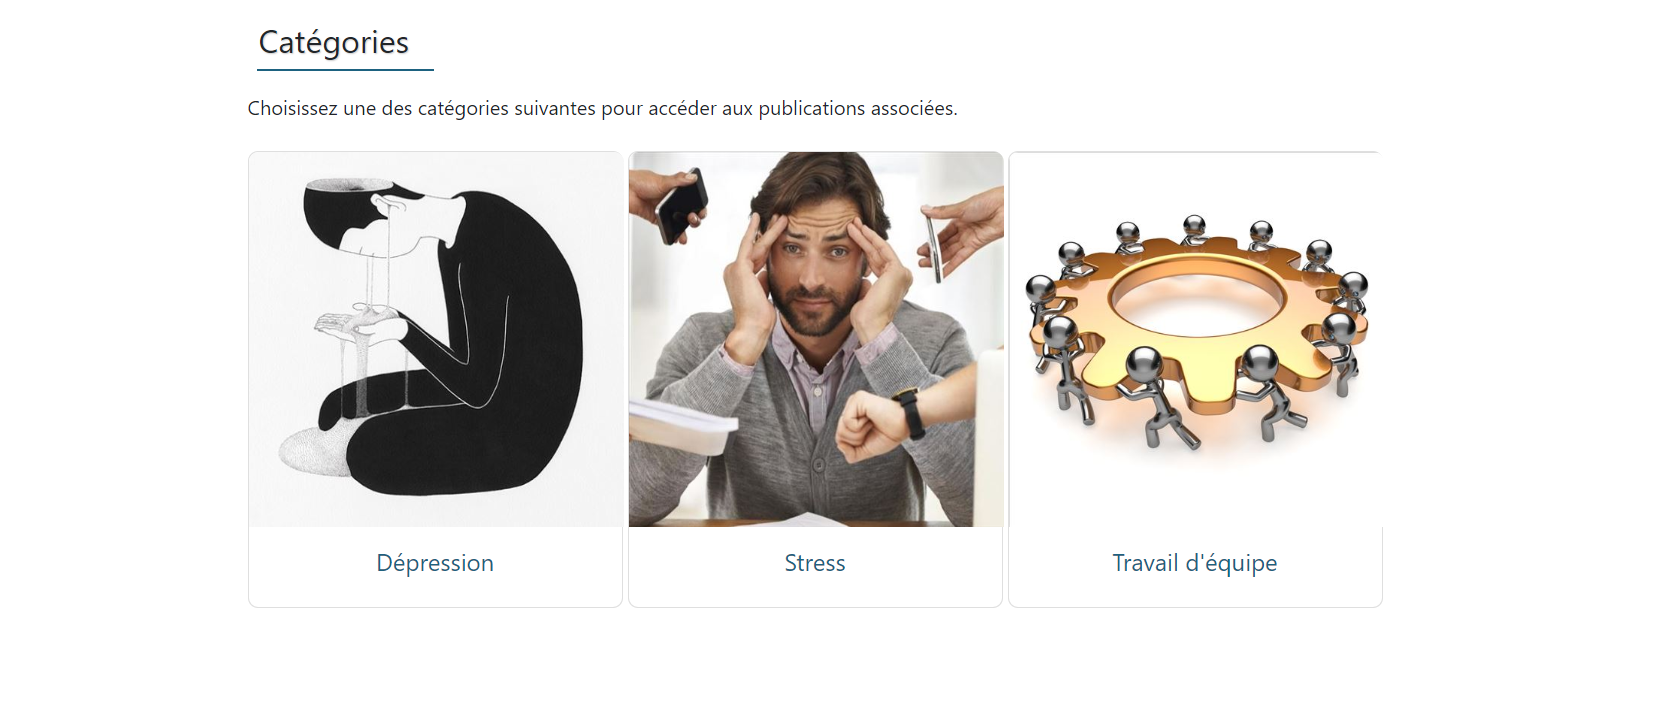 Catégories
Choisissez une des catégories suivantes pour accéder aux publications associées.
Dépression
Stress
Travail d'équipe